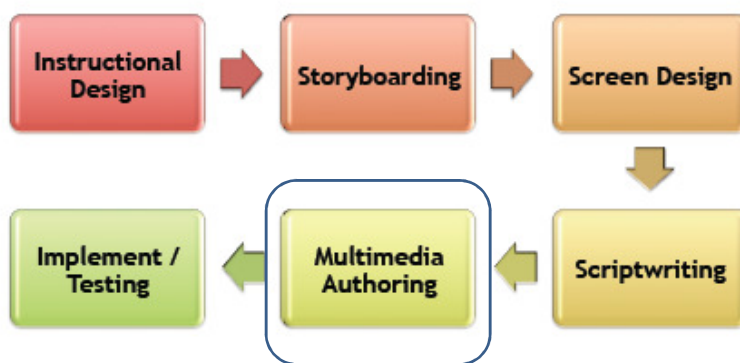 Instructional
Design
Storyboarding
Screen Design
Scriptwriting
Multimedia
Authoring
Implement /
Testing